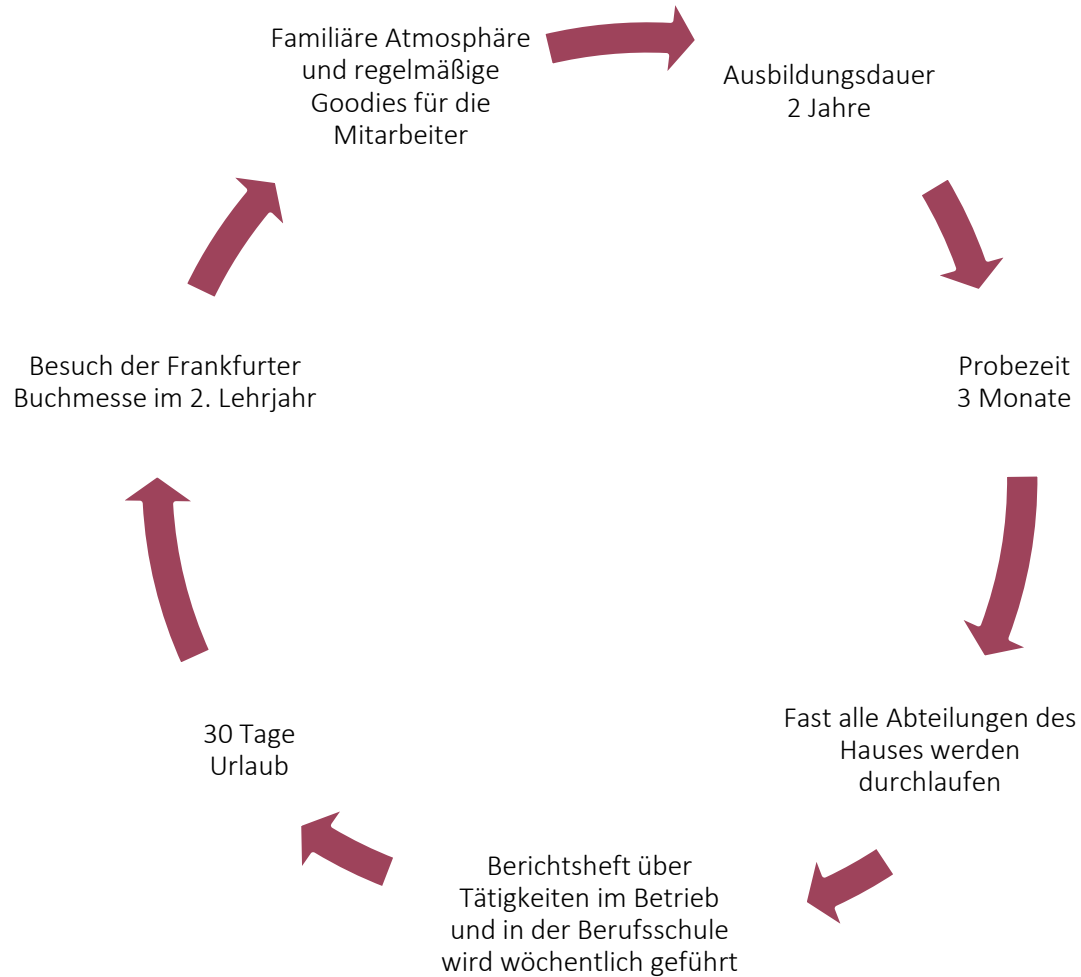 Familiäre Atmosphäre
und regelmäßige
Goodies für die
Mitarbeiter
Ausbildungsdauer
2 Jahre
Probezeit
3 Monate
Fast alle Abteilungen des
Hauses werden
durchlaufen
Berichtsheft über
Tätigkeiten im Betrieb
und in der Berufsschule
wird wöchentlich geführt
30 Tage
Urlaub
Besuch der Frankfurter
Buchmesse im 2. Lehrjahr